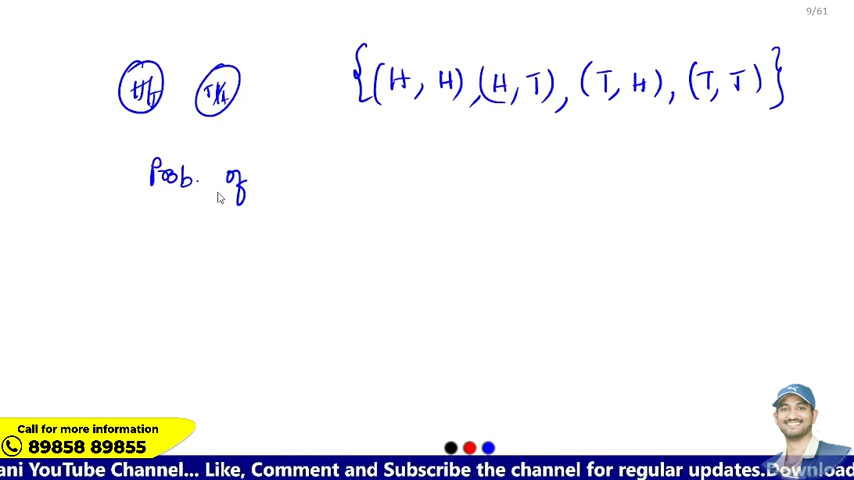 9/61
H/T T/H {(H, H), (H, T), (T, H), (T, T)}
Prob. of
Call for more information
89858 89855
ani YouTube Channel... Like, Comment and Subscribe the channel for regular updates.Download